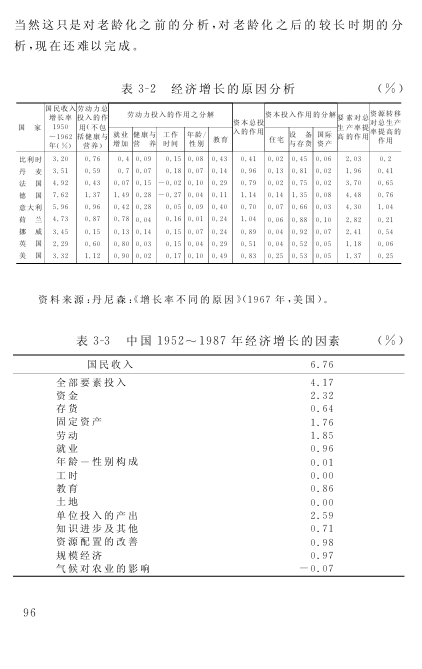 当然这只是对老龄化之前的分析,对老龄化之后的较长时期的分
析,现在还难以完成。
表 3-2 经济增长的原因分析 (%)
国 家 国民收入增长率1950－1962年(%) 劳动力总投入的作用(不包括健康与营养) 劳动力投入的作用之分解 资本总投入的作用 资本投入作用的分解 要素对总生产率提高的作用 资源转移对总生产率提高的作用
就业增加 健康与营养 工作时间 年龄/性别 教育 住宅 设备与存货 国际资产
比利时 3.20 0.76 0.4 0.09 0.15 0.08 0.43 0.41 0.02 0.45 0.06 2.03 0.2
丹 麦 3.51 0.59 0.7 0.07 0.18 0.07 0.14 0.96 0.13 0.81 0.02 1.96 0.41
法 国 4.92 0.43 0.07 0.15 －0.02 0.10 0.29 0.79 0.02 0.75 0.02 3.70 0.65
德 国 7.62 1.37 1.49 0.28 －0.27 0.04 0.11 1.14 0.14 1.35 0.08 4.48 0.76
意大利 5.96 0.96 0.42 0.28 0.05 0.09 0.40 0.70 0.07 0.66 0.03 4.30 1.04
荷 兰 4.73 0.87 0.78 0.04 0.16 0.01 0.24 1.04 0.06 0.88 0.10 2.82 0.21
挪 威 3.45 0.15 0.13 0.14 0.15 0.07 0.24 0.89 0.04 0.92 0.07 2.41 0.54
英 国 2.29 0.60 0.80 0.03 0.15 0.04 0.29 0.51 0.04 0.52 0.05 1.18 0.06
美 国 3.32 1.12 0.90 0.02 0.17 0.10 0.49 0.83 0.25 0.53 0.05 1.37 0.25
资料来源:丹尼森:《增长率不同的原因》(1967 年,美国)。
表 3-3 中国 1952～1987 年经济增长的因素 (%)
国民收入 6.76
全部要素投入 4.17
资金 2.32
存货 0.64
固定资产 1.76
劳动 1.85
就业 0.96
年龄－性别构成 0.01
工时 0.00
教育 0.86
土地 0.00
单位投入的产出 2.59
知识进步及其他 0.71
资源配置的改善 0.98
规模经济 0.97
气候对农业的影响 －0.07
96